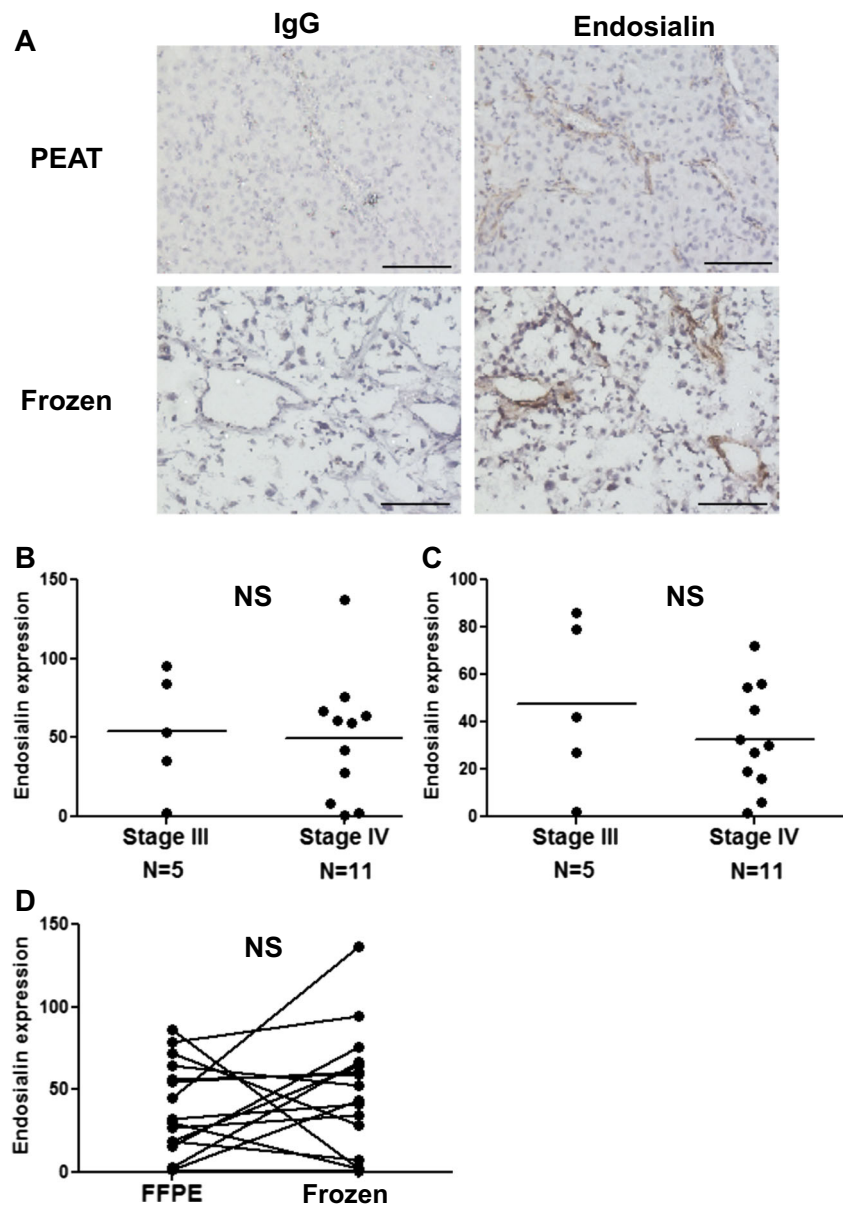 IgG Endosialin
A
PEAT
Frozen
B
150
100
50
0
Endosialin expression
NS
Stage III Stage IV
N=5 N=11
C
100
80
60
40
20
0
Endosialin expression
NS
Stage III Stage IV
N=5 N=11
D
150
100
50
0
Endosialin expression
NS
FFPE Frozen